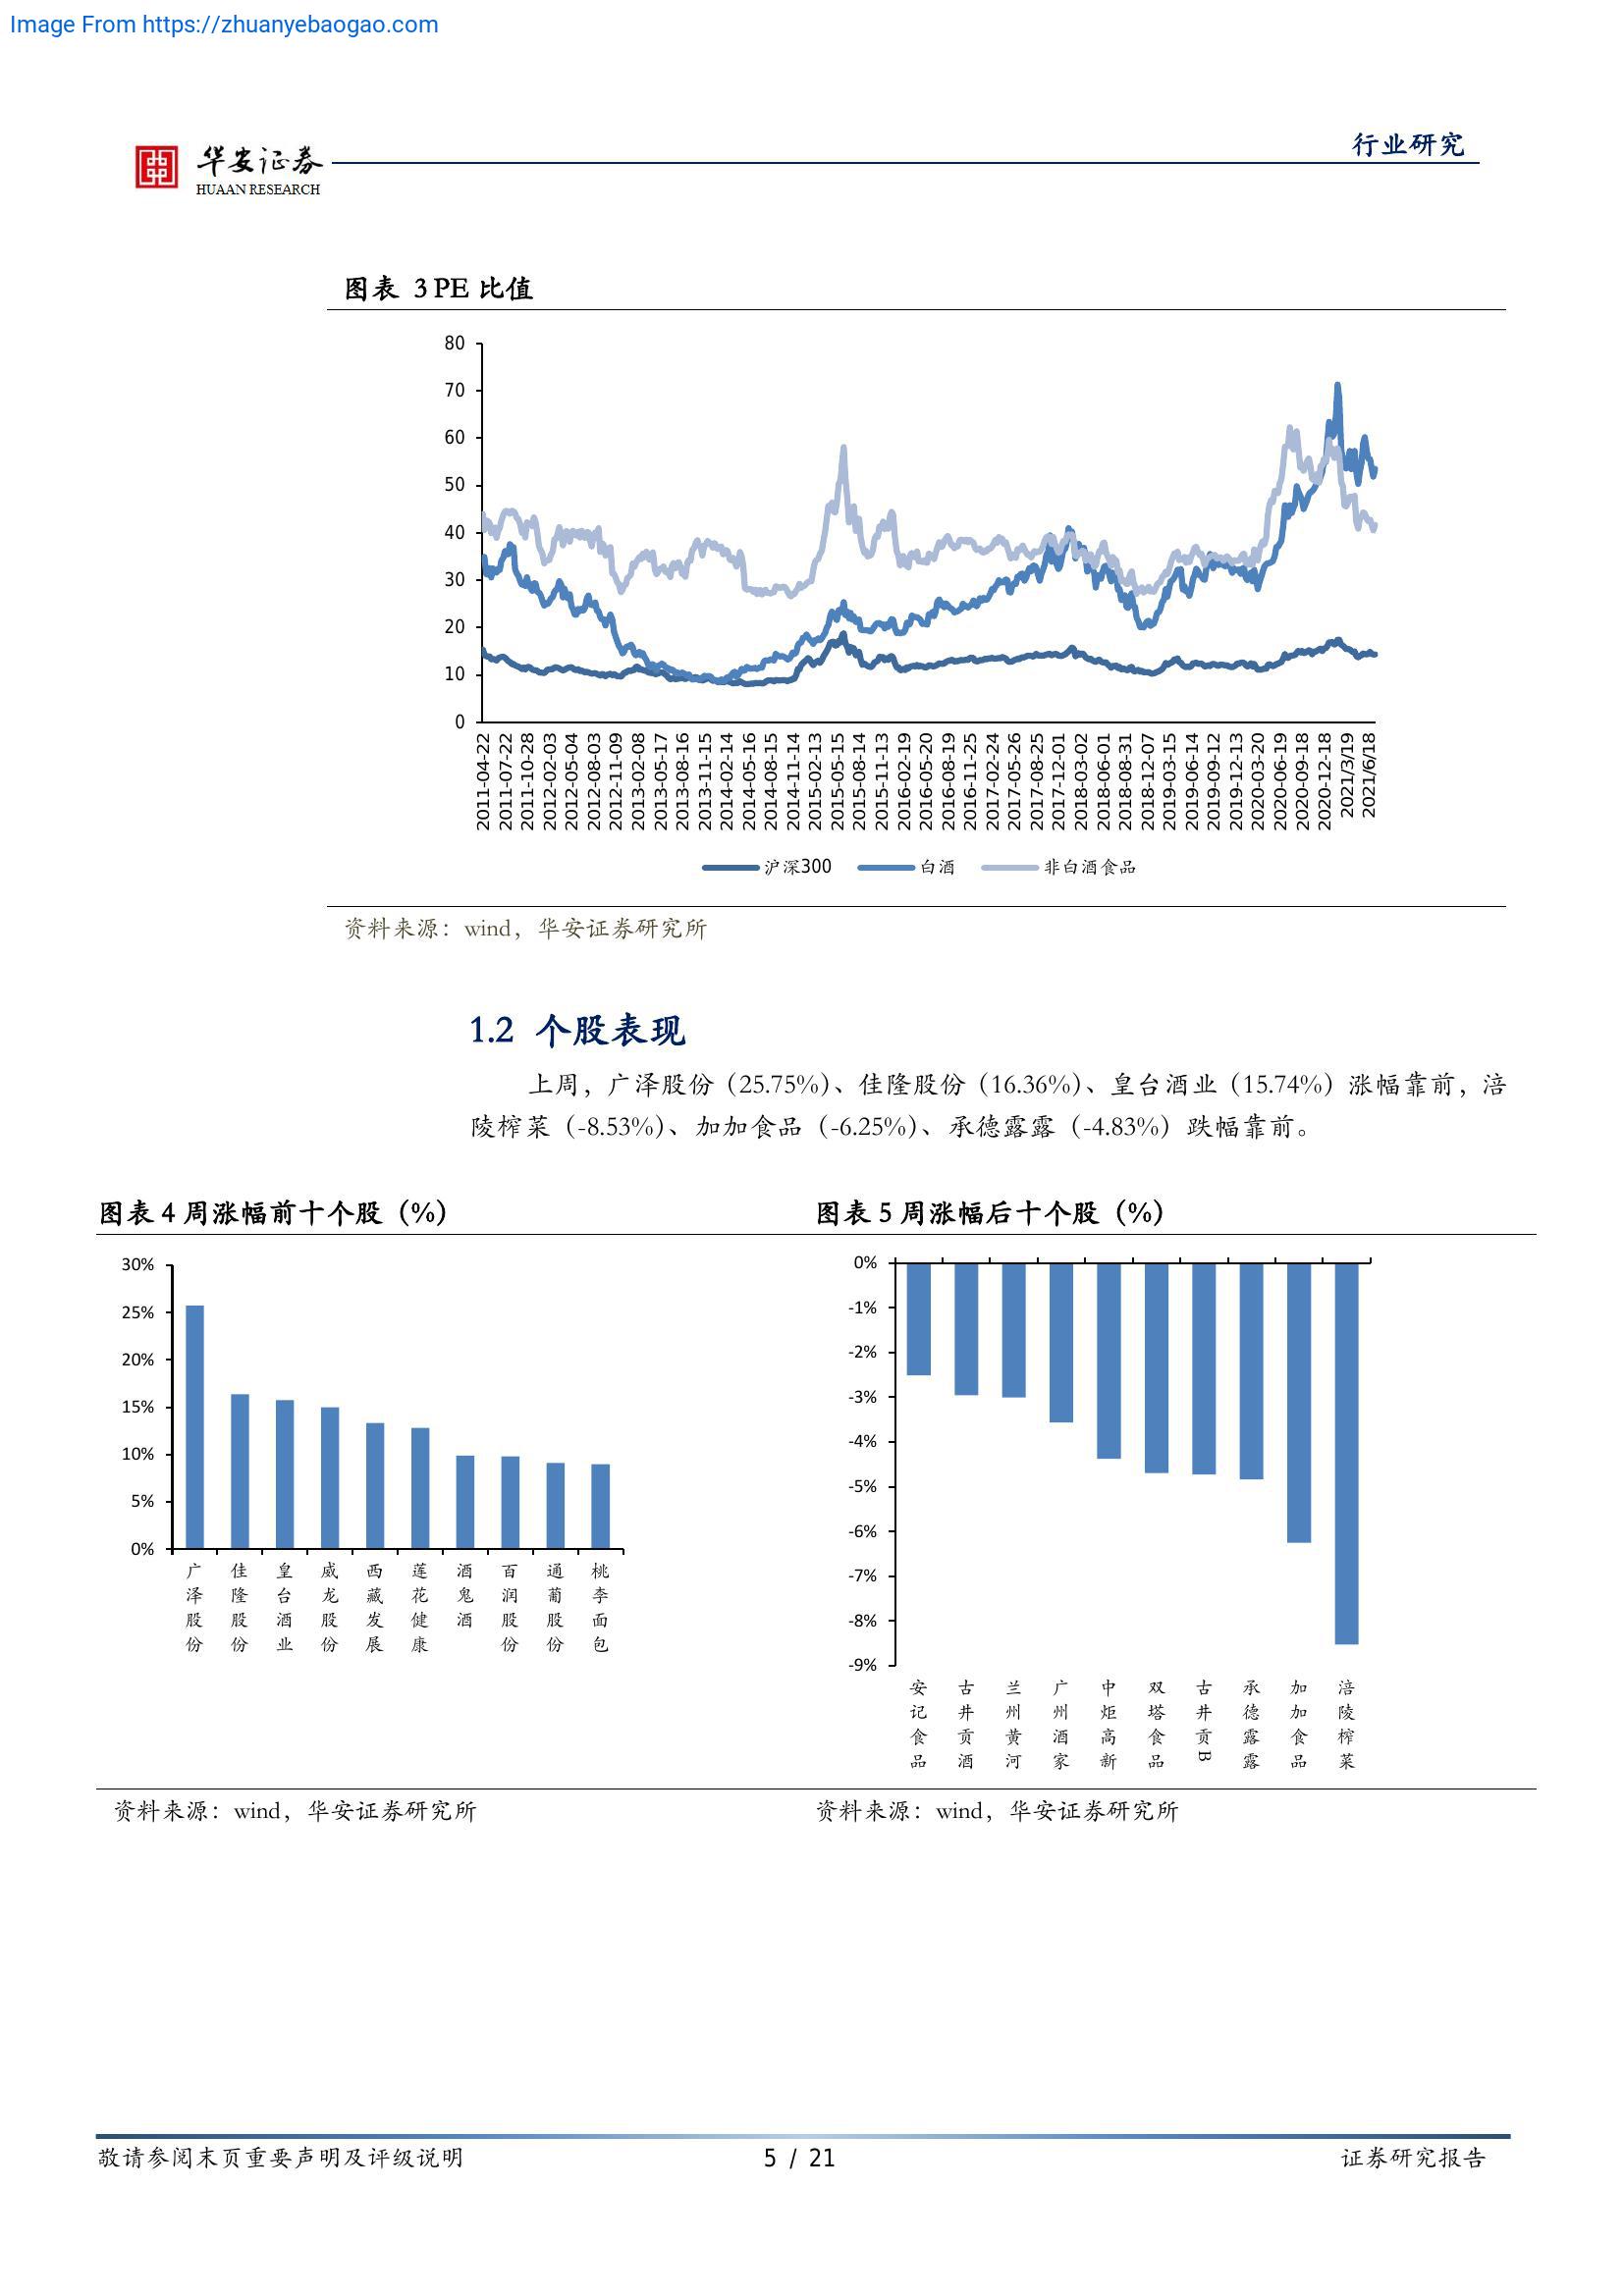 Image From https://zhuanyebaogao.com
行业研究
华安证券
HUAAN RESEARCH
图表 3 PE 比值
80
70
60
50
40
30
20
10
0
2011-04-22
2011-07-22
2011-10-28
2012-02-03
2012-05-04
2012-08-03
2012-11-09
2013-02-08
2013-05-17
2013-08-16
2013-11-15
2014-02-14
2014-05-16
2014-08-15
2014-11-14
2015-02-13
2015-05-15
2015-08-14
2015-11-13
2016-02-19
2016-05-20
2016-08-19
2016-11-25
2017-02-24
2017-05-26
2017-08-25
2017-12-01
2018-03-02
2018-06-01
2018-08-31
2018-12-07
2019-03-15
2019-06-14
2019-09-12
2019-12-13
2020-03-20
2020-06-19
2020-09-18
2020-12-18
2021/3/19
2021/6/18
沪深300 白酒 非白酒食品
资料来源：wind，华安证券研究所
1.2 个股表现
上周，广泽股份（25.75%）、佳隆股份（16.36%）、皇台酒业（15.74%）涨幅靠前，涪
陵榨菜（-8.53%）、加加食品（-6.25%）、承德露露（-4.83%）跌幅靠前。
图表 4 周涨幅前十个股（%）
30%
25%
20%
15%
10%
5%
0%
广泽股份
佳隆股份
皇台酒业
威龙股份
西藏发展
莲花健康
酒鬼酒
百润股份
通葡股份
桃李面包
资料来源：wind，华安证券研究所
图表 5 周涨幅后十个股（%）
0%
-1%
-2%
-3%
-4%
-5%
-6%
-7%
-8%
-9%
安记食品
古井贡酒
兰州黄河
广州酒家
中炬高新
双塔食品
古井贡B
承德露露
加加食品
涪陵榨菜
资料来源：wind，华安证券研究所
敬请参阅末页重要声明及评级说明
5 / 21
证券研究报告